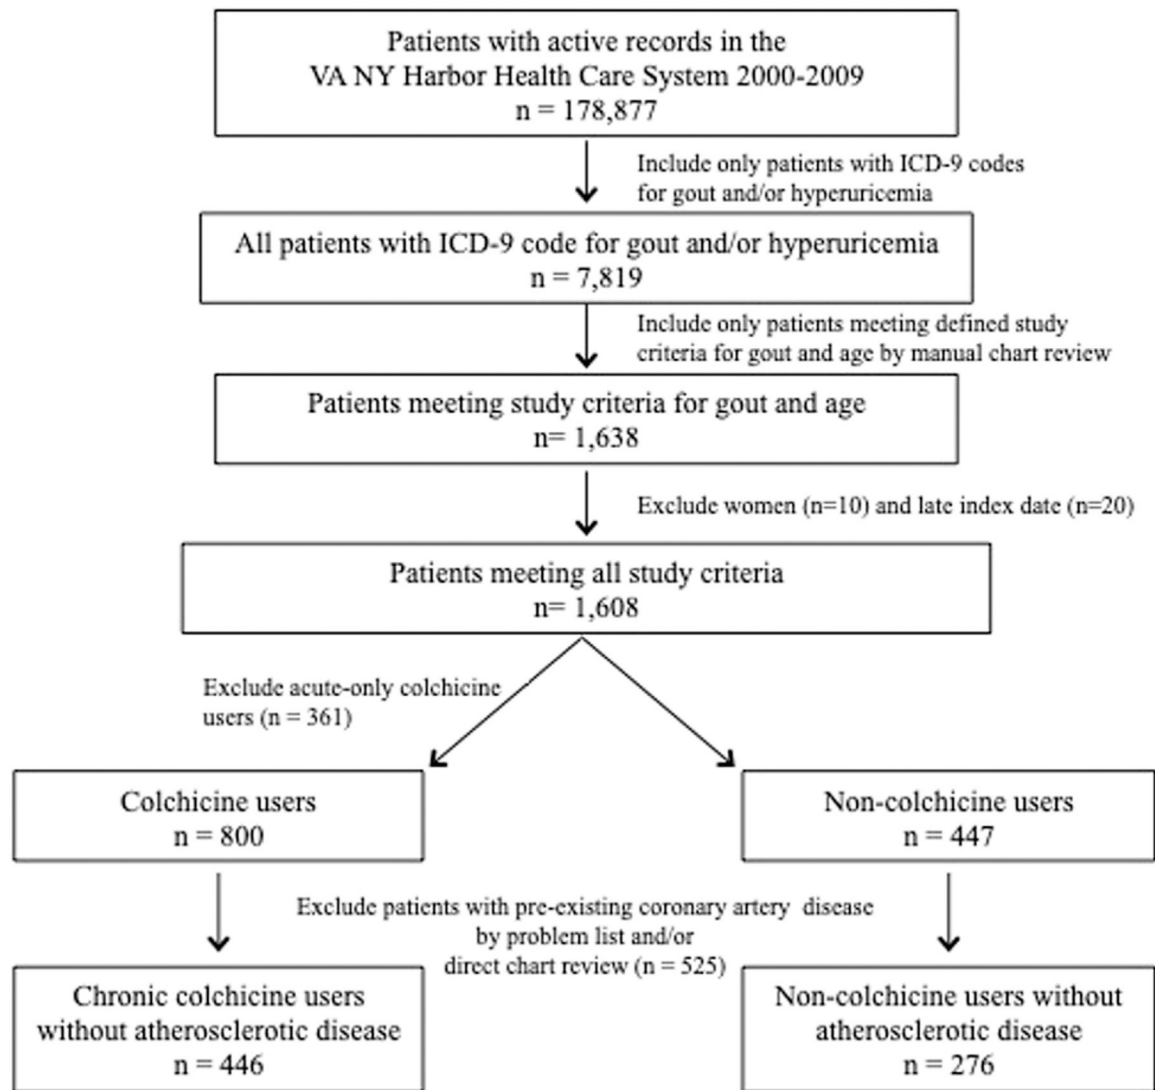 Patients with active records in the
VA NY Harbor Health Care System 2000-2009
n = 178,877
Include only patients with ICD-9 codes
for gout and/or hyperuricemia
All patients with ICD-9 code for gout and/or hyperuricemia
n = 7,819
Include only patients meeting defined study
criteria for gout and age by manual chart review
Patients meeting study criteria for gout and age
n= 1,638
Exclude women (n=10) and late index date (n=20)
Patients meeting all study criteria
n= 1,608
Exclude acute-only colchicine
users (n = 361)
Colchicine users
n = 800
Non-colchicine users
n = 447
Exclude patients with pre-existing coronary artery disease
by problem list and/or
direct chart review (n = 525)
Chronic colchicine users
without atherosclerotic disease
n = 446
Non-colchicine users without
atherosclerotic disease
n = 276